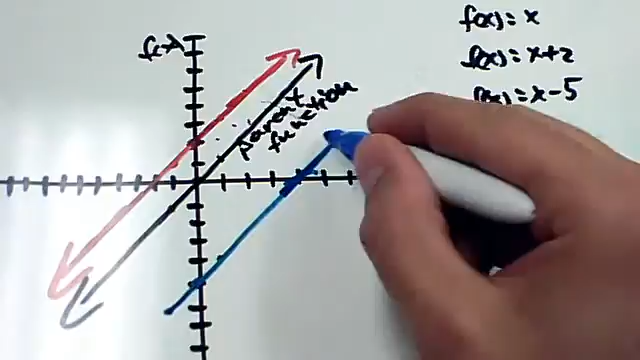 f(x)
f(x) = x
f(x) = x+2
f(x) = x-5
parent
function